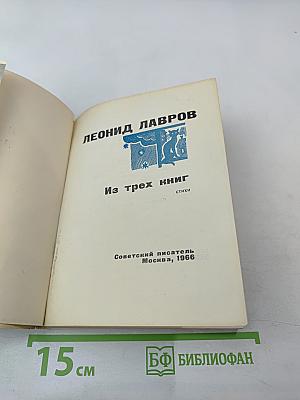 ЛЕОНИД ЛАВРОВ
Из трех книг
СТИХИ
Советский писатель
Москва, 1966
15 см
БФ БИБЛИОФАН